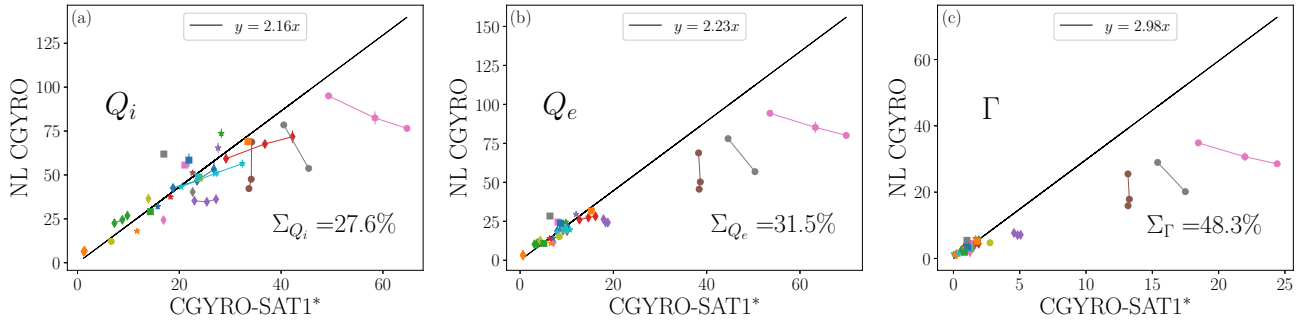 (a)
y = 2.16x
Q_i
Σ_{Q_i} =27.6%
NL CGYRO
125
100
75
50
25
0
0 20 40 60
CGYRO-SAT1*
(b)
y = 2.23x
Q_e
Σ_{Q_e} =31.5%
NL CGYRO
150
125
100
75
50
25
0
0 20 40 60
CGYRO-SAT1*
(c)
y = 2.98x
Γ
Σ_Γ =48.3%
NL CGYRO
60
40
20
0
0 5 10 15 20 25
CGYRO-SAT1*